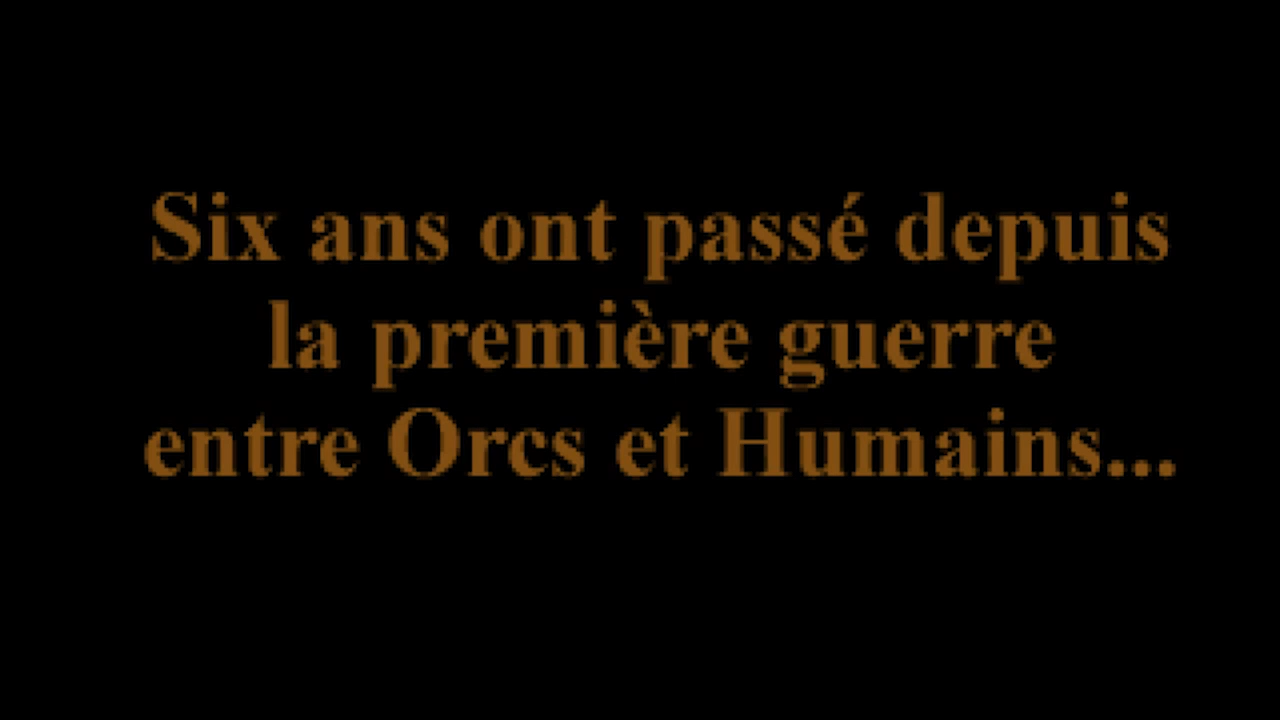 Six ans ont passé depuis
la première guerre
entre Orcs et Humains...